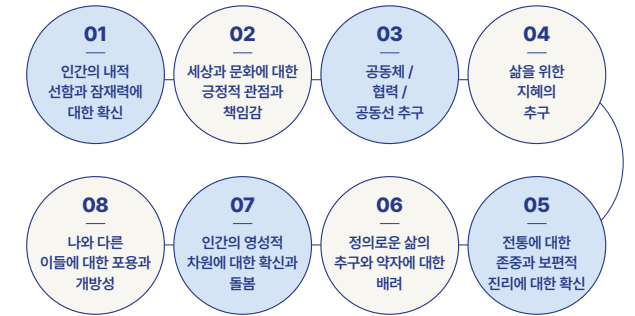 01
인간의 내적
선함과 잠재력에
대한 확신
02
세상과 문화에 대한
긍정적 관점과
책임감
03
공동체 /
협력 /
공동선 추구
04
삶을 위한
지혜의
추구
05
전통에 대한
존중과 보편적
진리에 대한 확신
06
정의로운 삶의
추구와 약자에 대한
배려
07
인간의 영성적
차원에 대한 확신과
돌봄
08
나와 다른
이들에 대한 포용과
개방성